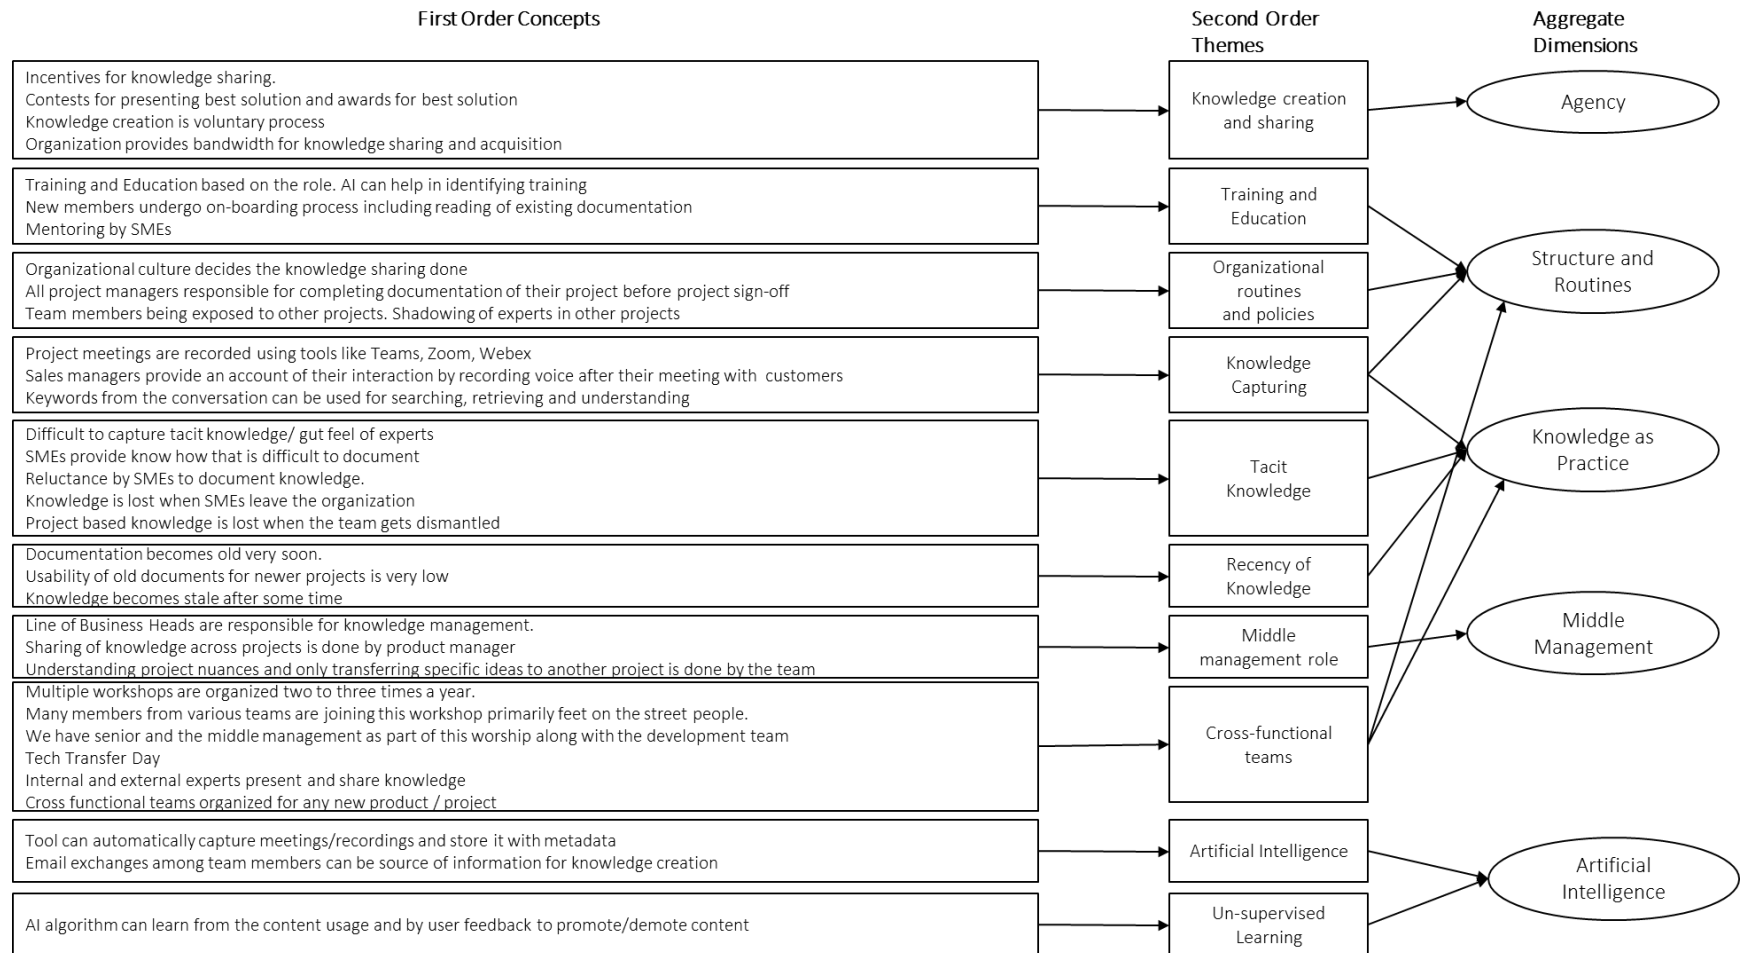 First Order Concepts
Second Order
Themes
Aggregate
Dimensions
Incentives for knowledge sharing.
Contests for presenting best solution and awards for best solution
Knowledge creation is voluntary process
Organization provides bandwidth for knowledge sharing and acquisition
Knowledge creation
and sharing
Agency
Training and Education based on the role. AI can help in identifying training
New members undergo on-boarding process including reading of existing documentation
Mentoring by SMEs
Training and
Education
Structure and
Routines
Organizational culture decides the knowledge sharing done
All project managers responsible for completing documentation of their project before project sign-off
Team members being exposed to other projects. Shadowing of experts in other projects
Organizational
routines
and policies
Project meetings are recorded using tools like Teams, Zoom, Webex
Sales managers provide an account of their interaction by recording voice after their meeting with customers
Keywords from the conversation can be used for searching, retrieving and understanding
Knowledge
Capturing
Difficult to capture tacit knowledge/ gut feel of experts
SMEs provide know how that is difficult to document
Reluctance by SMEs to document knowledge.
Knowledge is lost when SMEs leave the organization
Project based knowledge is lost when the team gets dismantled
Tacit
Knowledge
Knowledge as
Practice
Documentation becomes old very soon.
Usability of old documents for newer projects is very low
Knowledge becomes stale after some time
Recency of
Knowledge
Line of Business Heads are responsible for knowledge management.
Sharing of knowledge across projects is done by product manager
Understanding project nuances and only transferring specific ideas to another project is done by the team
Middle
management role
Middle
Management
Multiple workshops are organized two to three times a year.
Many members from various teams are joining this workshop primarily feet on the street people.
We have senior and the middle management as part of this worship along with the development team
Tech Transfer Day
Internal and external experts present and share knowledge
Cross functional teams organized for any new product / project
Cross-functional
teams
Tool can automatically capture meetings/recordings and store it with metadata
Email exchanges among team members can be source of information for knowledge creation
Artificial Intelligence
Artificial
Intelligence
AI algorithm can learn from the content usage and by user feedback to promote/demote content
Un-supervised
Learning